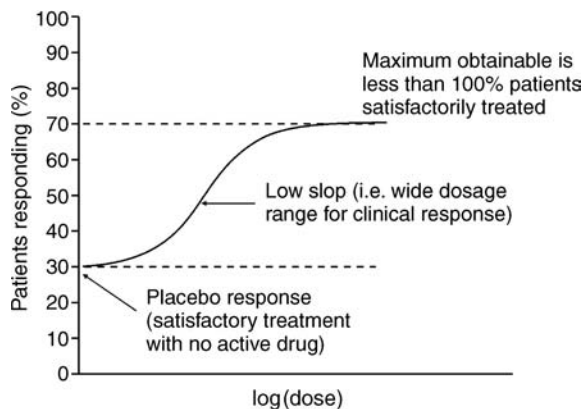 100
90
80
70
60
50
40
30
20
10
0
Patients responding (%)
Maximum obtainable is
less than 100% patients
satisfactorily treated
Low slop (i.e. wide dosage
range for clinical response)
Placebo response
(satisfactory treatment
with no active drug)
log(dose)